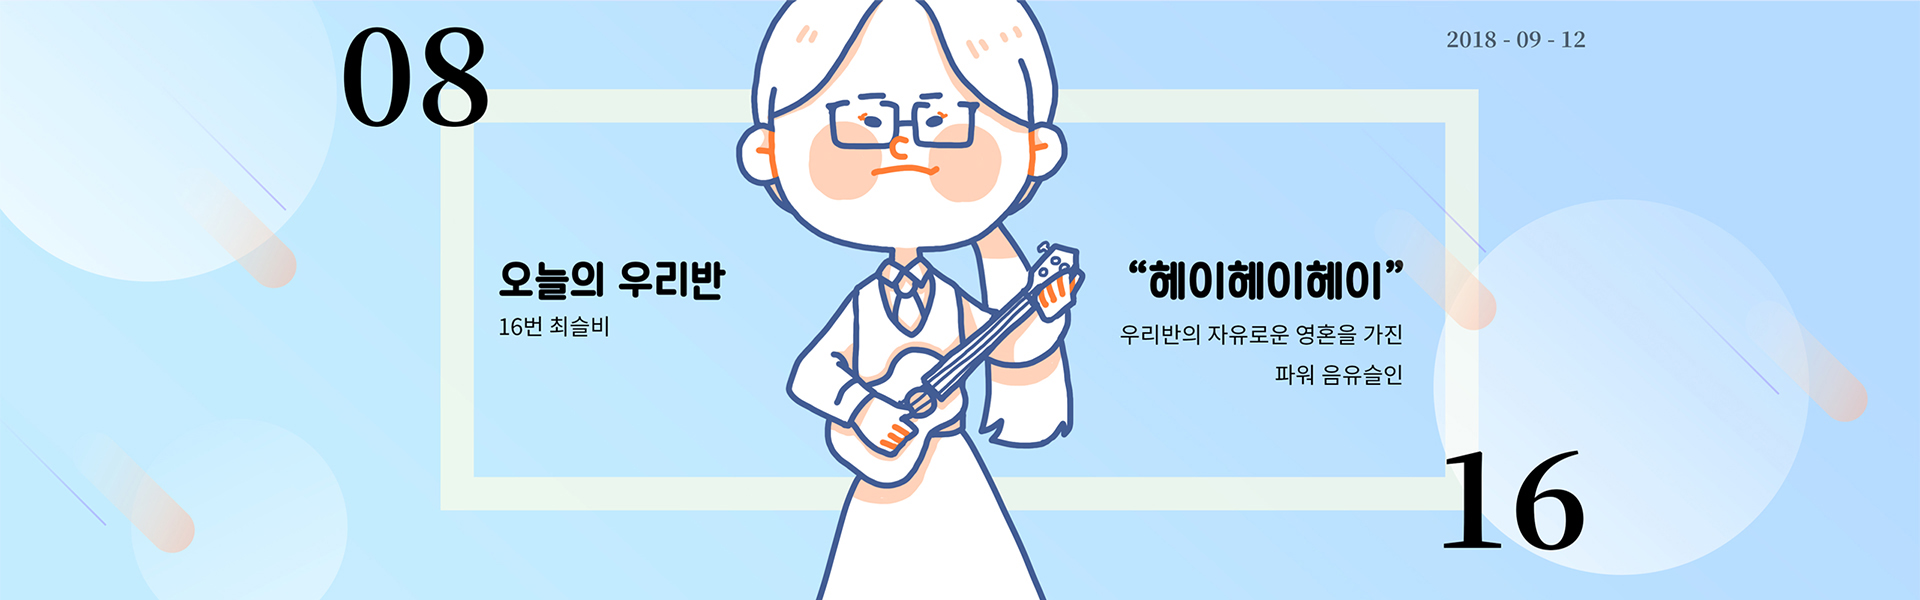 08
2018 - 09 - 12
오늘의 우리반
16번 최슬비
“헤이헤이헤이”
우리반의 자유로운 영혼을 가진
파워 음유슬인
16